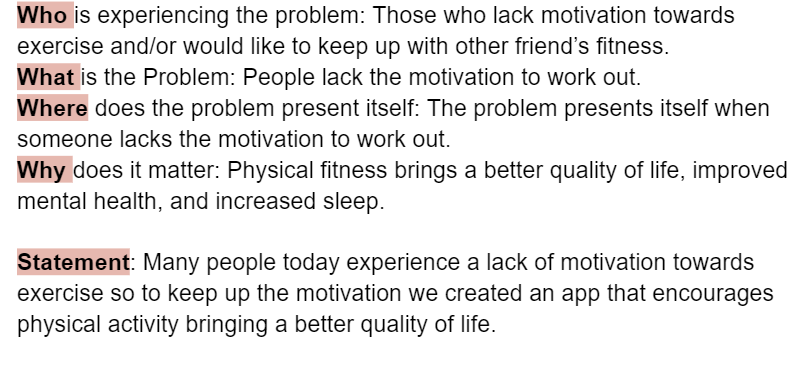 Who is experiencing the problem: Those who lack motivation towards
exercise and/or would like to keep up with other friend's fitness.
What is the Problem: People lack the motivation to work out.
Where does the problem present itself: The problem presents itself when
someone lacks the motivation to work out.
Why does it matter: Physical fitness brings a better quality of life, improved
mental health, and increased sleep.
Statement: Many people today experience a lack of motivation towards
exercise so to keep up the motivation we created an app that encourages
physical activity bringing a better quality of life.